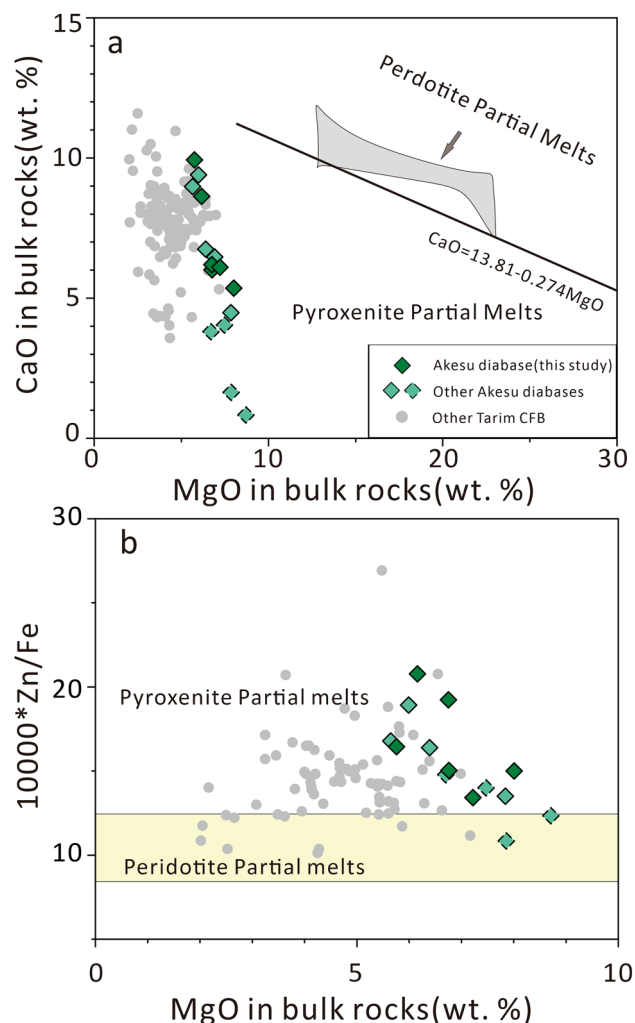 15
a
Perdotite Partial Melts
10
CaO=13.81-0.274MgO
5
Pyroxenite Partial Melts
Akesu diabase(this study)
Other Akesu diabases
Other Tarim CFB
0
0
10
20
30
CaO in bulk rocks(wt. %)
MgO in bulk rocks(wt. %)
30
b
20
Pyroxenite Partial melts
10
Peridotite Partial melts
0
5
10
10000*Zn/Fe
MgO in bulk rocks(wt. %)